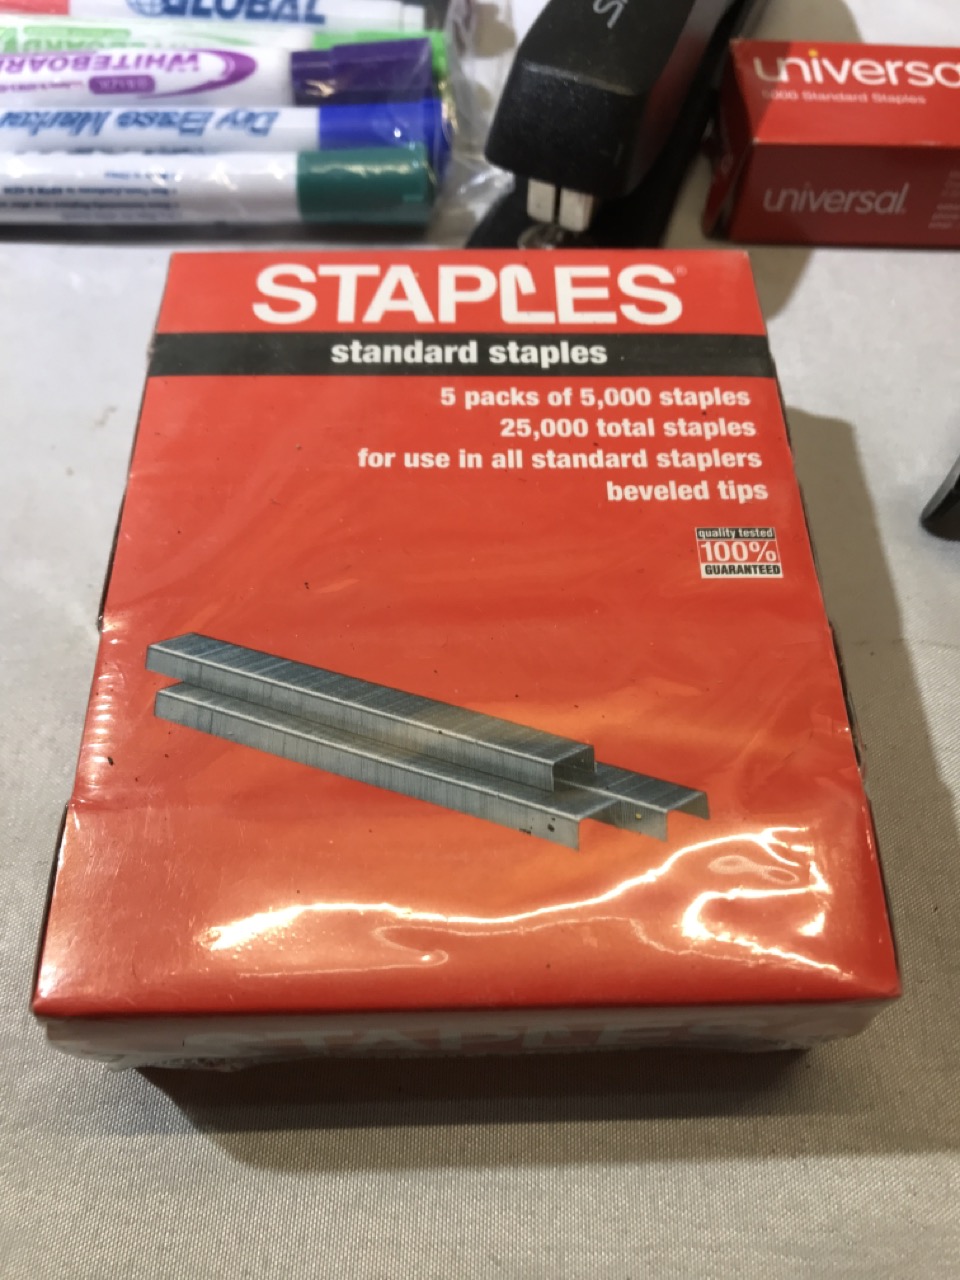 GLOBAL
WHITEBOARD
Dry Erase Marker
universal
5000 Standard Staples
universal.
STAPLES®
standard staples
5 packs of 5,000 staples
25,000 total staples
for use in all standard staplers
beveled tips
quality tested
100%
GUARANTEED
STAPLES